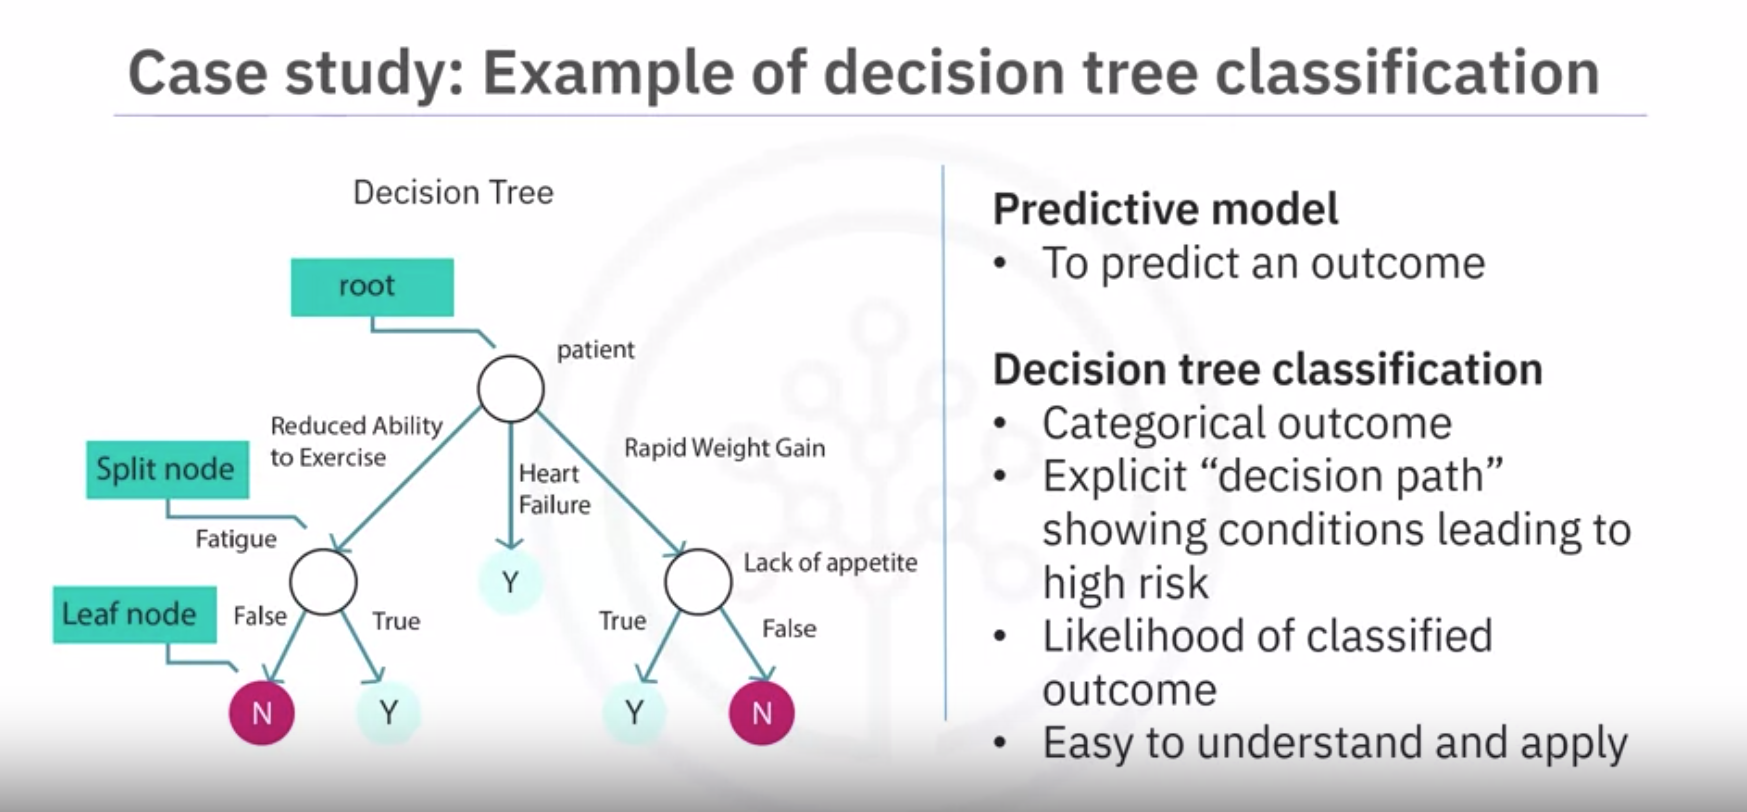 Case study: Example of decision tree classification
Decision Tree
root
patient
Reduced Ability
to Exercise
Heart
Failure
Rapid Weight Gain
Split node
Fatigue
Lack of appetite
Y
Leaf node
False
True
True
False
N
Y
Y
N
Predictive model
• To predict an outcome
Decision tree classification
• Categorical outcome
• Explicit “decision path”
showing conditions leading to
high risk
• Likelihood of classified
outcome
• Easy to understand and apply